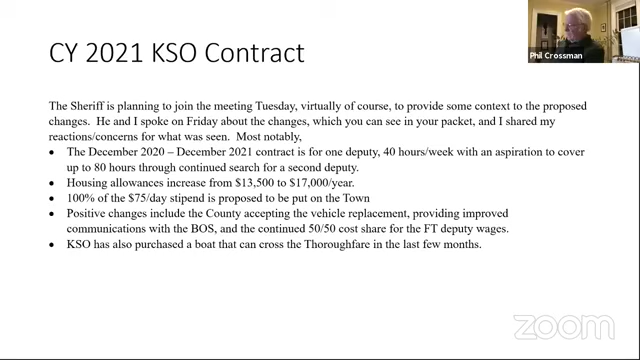 CY 2021 KSO Contract
Phil Crossman
The Sheriff is planning to join the meeting Tuesday, virtually of course, to provide some context to the proposed
changes. He and I spoke on Friday about the changes, which you can see in your packet, and I shared my
reactions/concerns for what was seen. Most notably,
• The December 2020 – December 2021 contract is for one deputy, 40 hours/week with an aspiration to cover
up to 80 hours through continued search for a second deputy.
• Housing allowances increase from $13,500 to $17,000/year.
• 100% of the $75/day stipend is proposed to be put on the Town
• Positive changes include the County accepting the vehicle replacement, providing improved
communications with the BOS, and the continued 50/50 cost share for the FT deputy wages.
• KSO has also purchased a boat that can cross the Thoroughfare in the last few months.
zoom